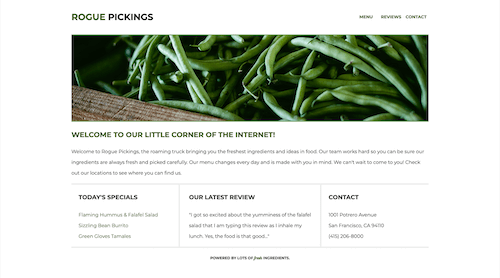 ROGUE PICKINGS
MENU REVIEWS CONTACT
WELCOME TO OUR LITTLE CORNER OF THE INTERNET!
Welcome to Rogue Pickings, the roaming truck bringing you the freshest ingredients and ideas in food. Our team works hard so you can be sure our
ingredients are always fresh and picked carefully. Our menu changes every day and is made with you in mind. We can't wait to come to you! Check
out our locations to see where you can find us.
TODAY'S SPECIALS
Flaming Hummus & Falafel Salad
Sizzling Bean Burrito
Green Gloves Tamales
OUR LATEST REVIEW
"I got so excited about the yumminess of the falafel
salad that I am typing this review as I inhale my
lunch. Yes, the food is that good..."
CONTACT
1001 Potrero Avenue
San Francisco, CA 94110
(415) 206-8000
POWERED BY LOTS OF fresh INGREDIENTS.